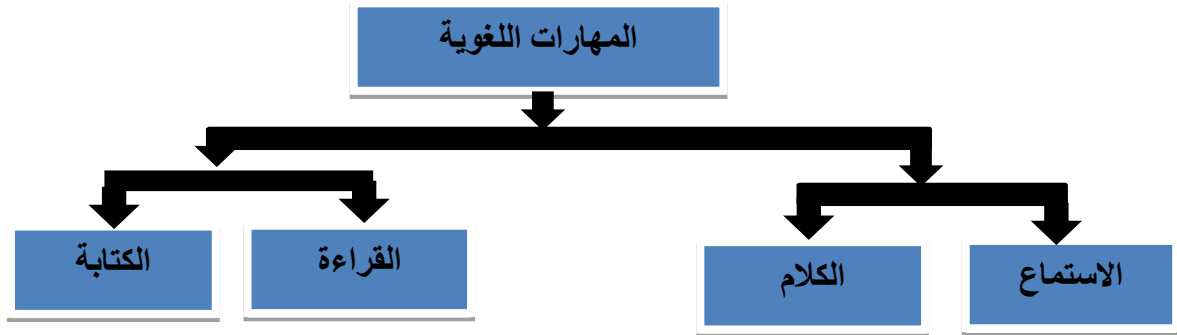 المهارات اللغوية
الاستماع
الكلام
القراءة
الكتابة